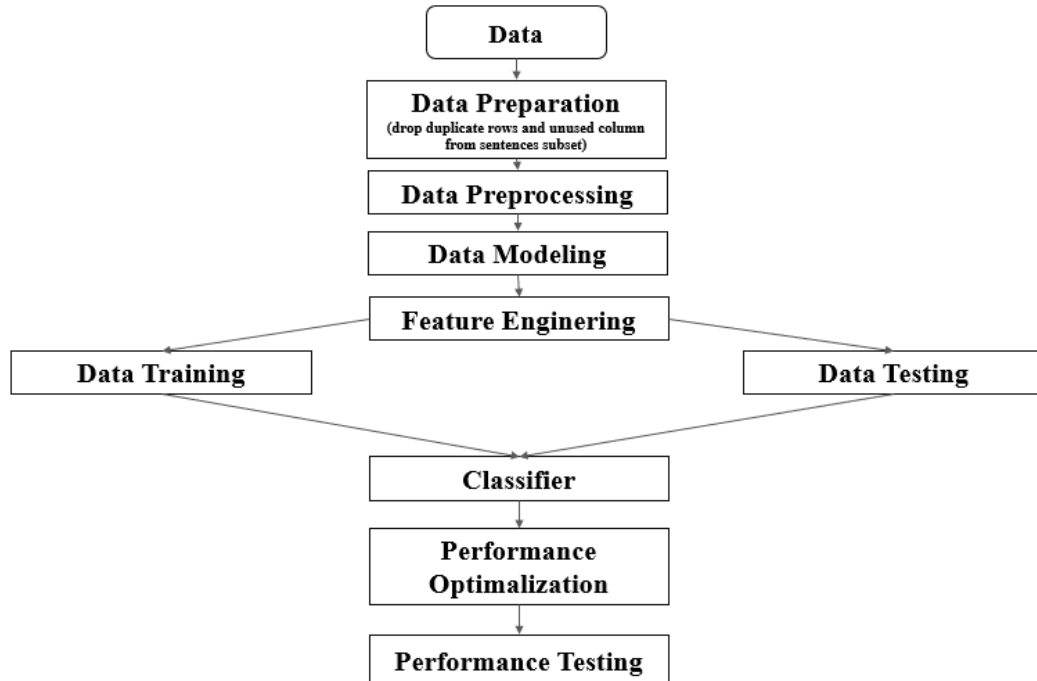 Data
Data Preparation
(drop duplicate rows and unused column
from sentences subset)
Data Preprocessing
Data Modeling
Feature Enginering
Data Training
Data Testing
Classifier
Performance
Optimalization
Performance Testing